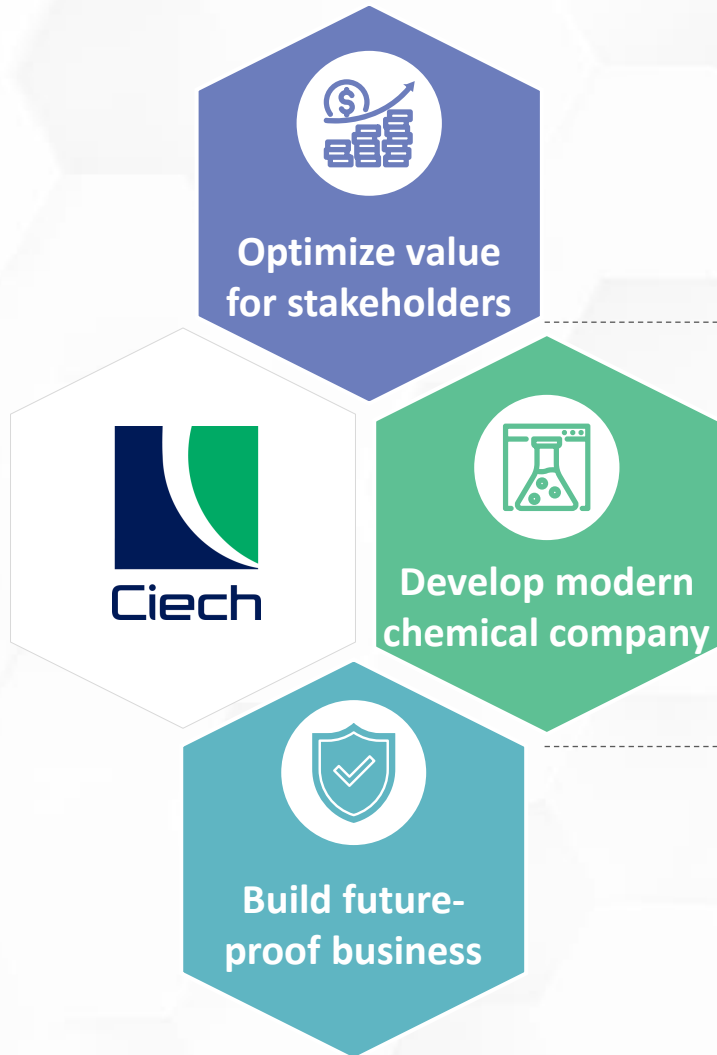 $
Optimize value
for stakeholders
Ciech
Develop modern
chemical company
Build future-
proof business